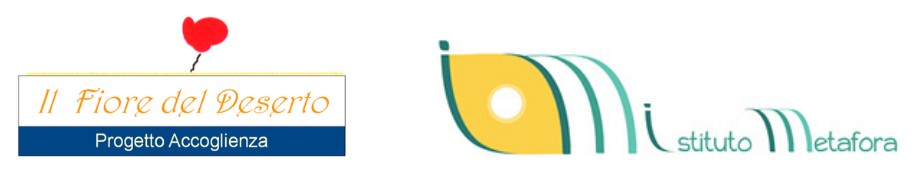 Il Fiore del Deserto
Progetto Accoglienza
istituto metafora